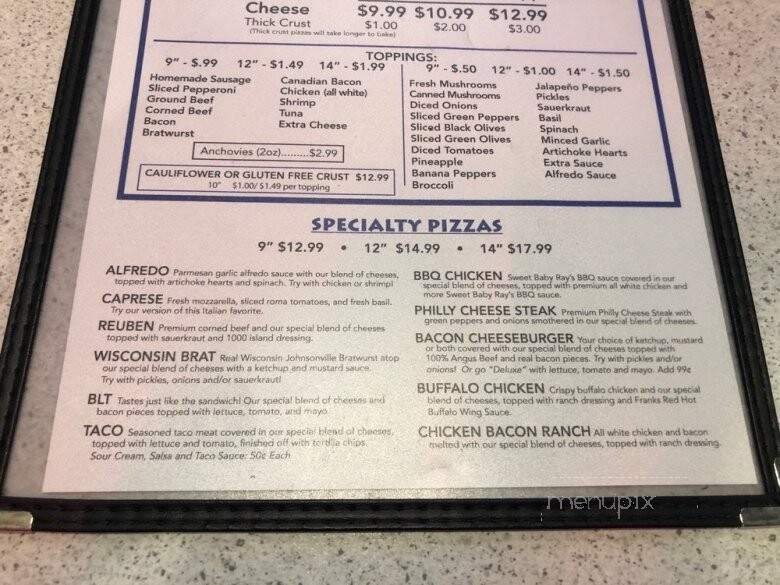 Cheese $9.99 $10.99 $12.99
Thick Crust $1.00 $2.00 $3.00
(Thick crust pizzas will take longer to bake)
TOPPINGS:
9" - $.99 12" - $1.49 14" - $1.99
Homemade Sausage
Sliced Pepperoni
Ground Beef
Corned Beef
Bacon
Bratwurst
Canadian Bacon
Chicken (all white)
Shrimp
Tuna
Extra Cheese
Anchovies (2oz).........$2.99
CAULIFLOWER OR GLUTEN FREE CRUST $12.99
10" $1.00/ $1.49 per topping
9" - $.50 12" - $1.00 14" - $1.50
Fresh Mushrooms
Canned Mushrooms
Diced Onions
Sliced Green Peppers
Sliced Black Olives
Sliced Green Olives
Diced Tomatoes
Pineapple
Banana Peppers
Broccoli
Jalapeño Peppers
Pickles
Sauerkraut
Basil
Spinach
Minced Garlic
Artichoke Hearts
Extra Sauce
Alfredo Sauce
SPECIALTY PIZZAS
9" $12.99 • 12" $14.99 • 14" $17.99
ALFREDO Parmesan garlic alfredo sauce with our blend of cheeses,
topped with artichoke hearts and spinach. Try with chicken or shrimp!
CAPRESE Fresh mozzarella, sliced roma tomatoes, and fresh basil.
Try our version of this Italian favorite.
REUBEN Premium corned beef and our special blend of cheeses
topped with sauerkraut and 1000 island dressing.
WISCONSIN BRAT Real Wisconsin Johnsonville Bratwurst atop
our special blend of cheeses with a ketchup and mustard sauce.
Try with pickles, onions and/or sauerkraut!
BLT Tastes just like the sandwich! Our special blend of cheeses and
bacon pieces topped with lettuce, tomato, and mayo.
TACO Seasoned taco meat covered in our special blend of cheeses,
topped with lettuce and tomato, finished off with tortilla chips.
Sour Cream, Salsa and Taco Sauce: 50¢ Each
BBQ CHICKEN Sweet Baby Ray's BBQ sauce covered in our
special blend of cheeses, topped with premium all white chicken and
more Sweet Baby Ray's BBQ sauce.
PHILLY CHEESE STEAK Premium Philly Cheese Steak with
green peppers and onions smothered in our special blend of cheeses.
BACON CHEESEBURGER Your choice of ketchup, mustard
or both covered with our special blend of cheeses topped with
100% Angus Beef and real bacon pieces. Try with pickles and/or
onions! Or go "Deluxe" with lettuce, tomato and mayo. Add 99¢
BUFFALO CHICKEN Crispy buffalo chicken and our special
blend of cheeses, topped with ranch dressing and Franks Red Hot
Buffalo Wing Sauce.
CHICKEN BACON RANCH All white chicken and bacon
melted with our special blend of cheeses, topped with ranch dressing.
menupix